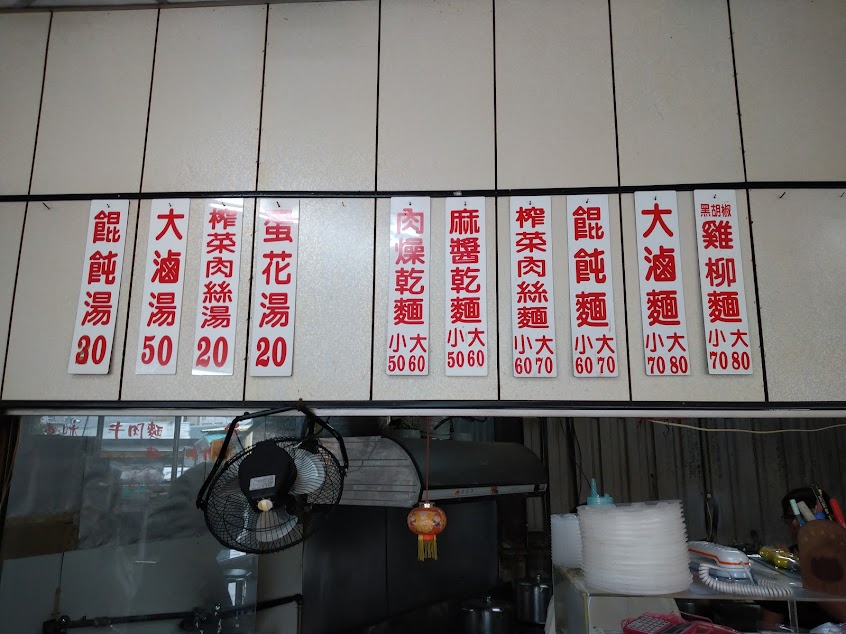 餛飩湯
30
大滷湯
50
榨菜肉絲湯
20
蛋花湯
20
肉燥乾麵
小大
50 60
麻醬乾麵
小大
50 60
榨菜肉絲麵
小大
60 70
餛飩麵
小大
60 70
大滷麵
小大
70 80
黑胡椒
雞柳麵
小大
70 80